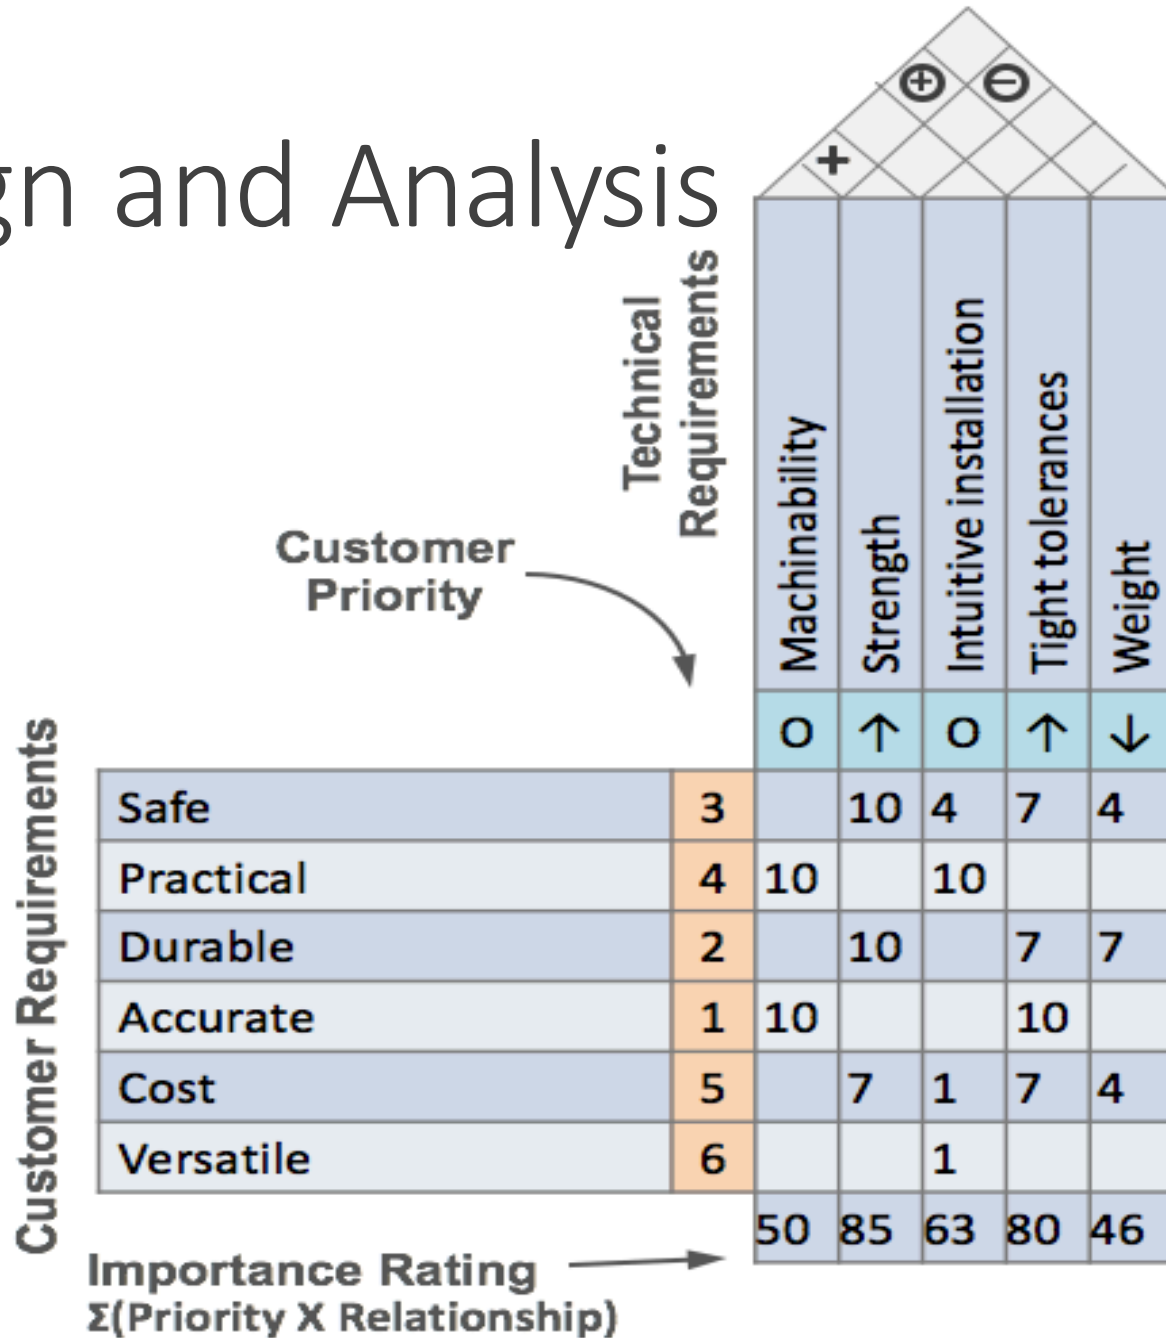 gn and Analysis
Technical
Requirements
Customer
Priority
Customer Requirements
Machinability
Strength
Intuitive installation
Tight tolerances
Weight
O ↑ O ↑ ↓
Safe 3 10 4 7 4
Practical 4 10 10
Durable 2 10 7 7
Accurate 1 10 10
Cost 5 7 1 7 4
Versatile 6 1
50 85 63 80 46
Importance Rating
Σ(Priority X Relationship)
+
⊕ ⊖